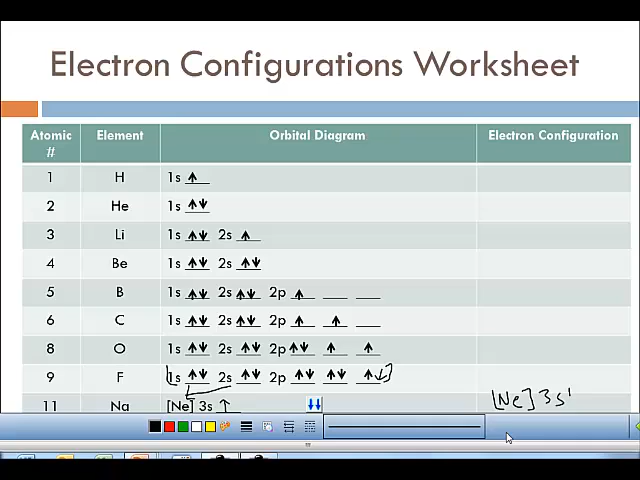 Electron Configurations Worksheet
Atomic # Element Orbital Diagram Electron Configuration
1 H 1s ↑
2 He 1s ↑↓
3 Li 1s ↑↓ 2s ↑
4 Be 1s ↑↓ 2s ↑↓
5 B 1s ↑↓ 2s ↑↓ 2p ↑
6 C 1s ↑↓ 2s ↑↓ 2p ↑ ↑
8 O 1s ↑↓ 2s ↑↓ 2p ↑↓ ↑ ↑
9 F [1s ↑↓ 2s ↑↓ 2p ↑↓ ↑↓ ↑↓]
11 Na [Ne] 3s ↑ [Ne] 3s¹